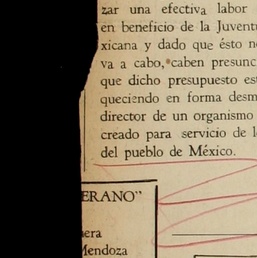 zar una efectiva labor
en beneficio de la Juventu
xicana y dado que ésto n
va a cabo, caben presunc
que dicho presupuesto es
queciendo en forma desm
director de un organismo
creado para servicio de l
del pueblo de México.
ERANO"
era
Mendoza